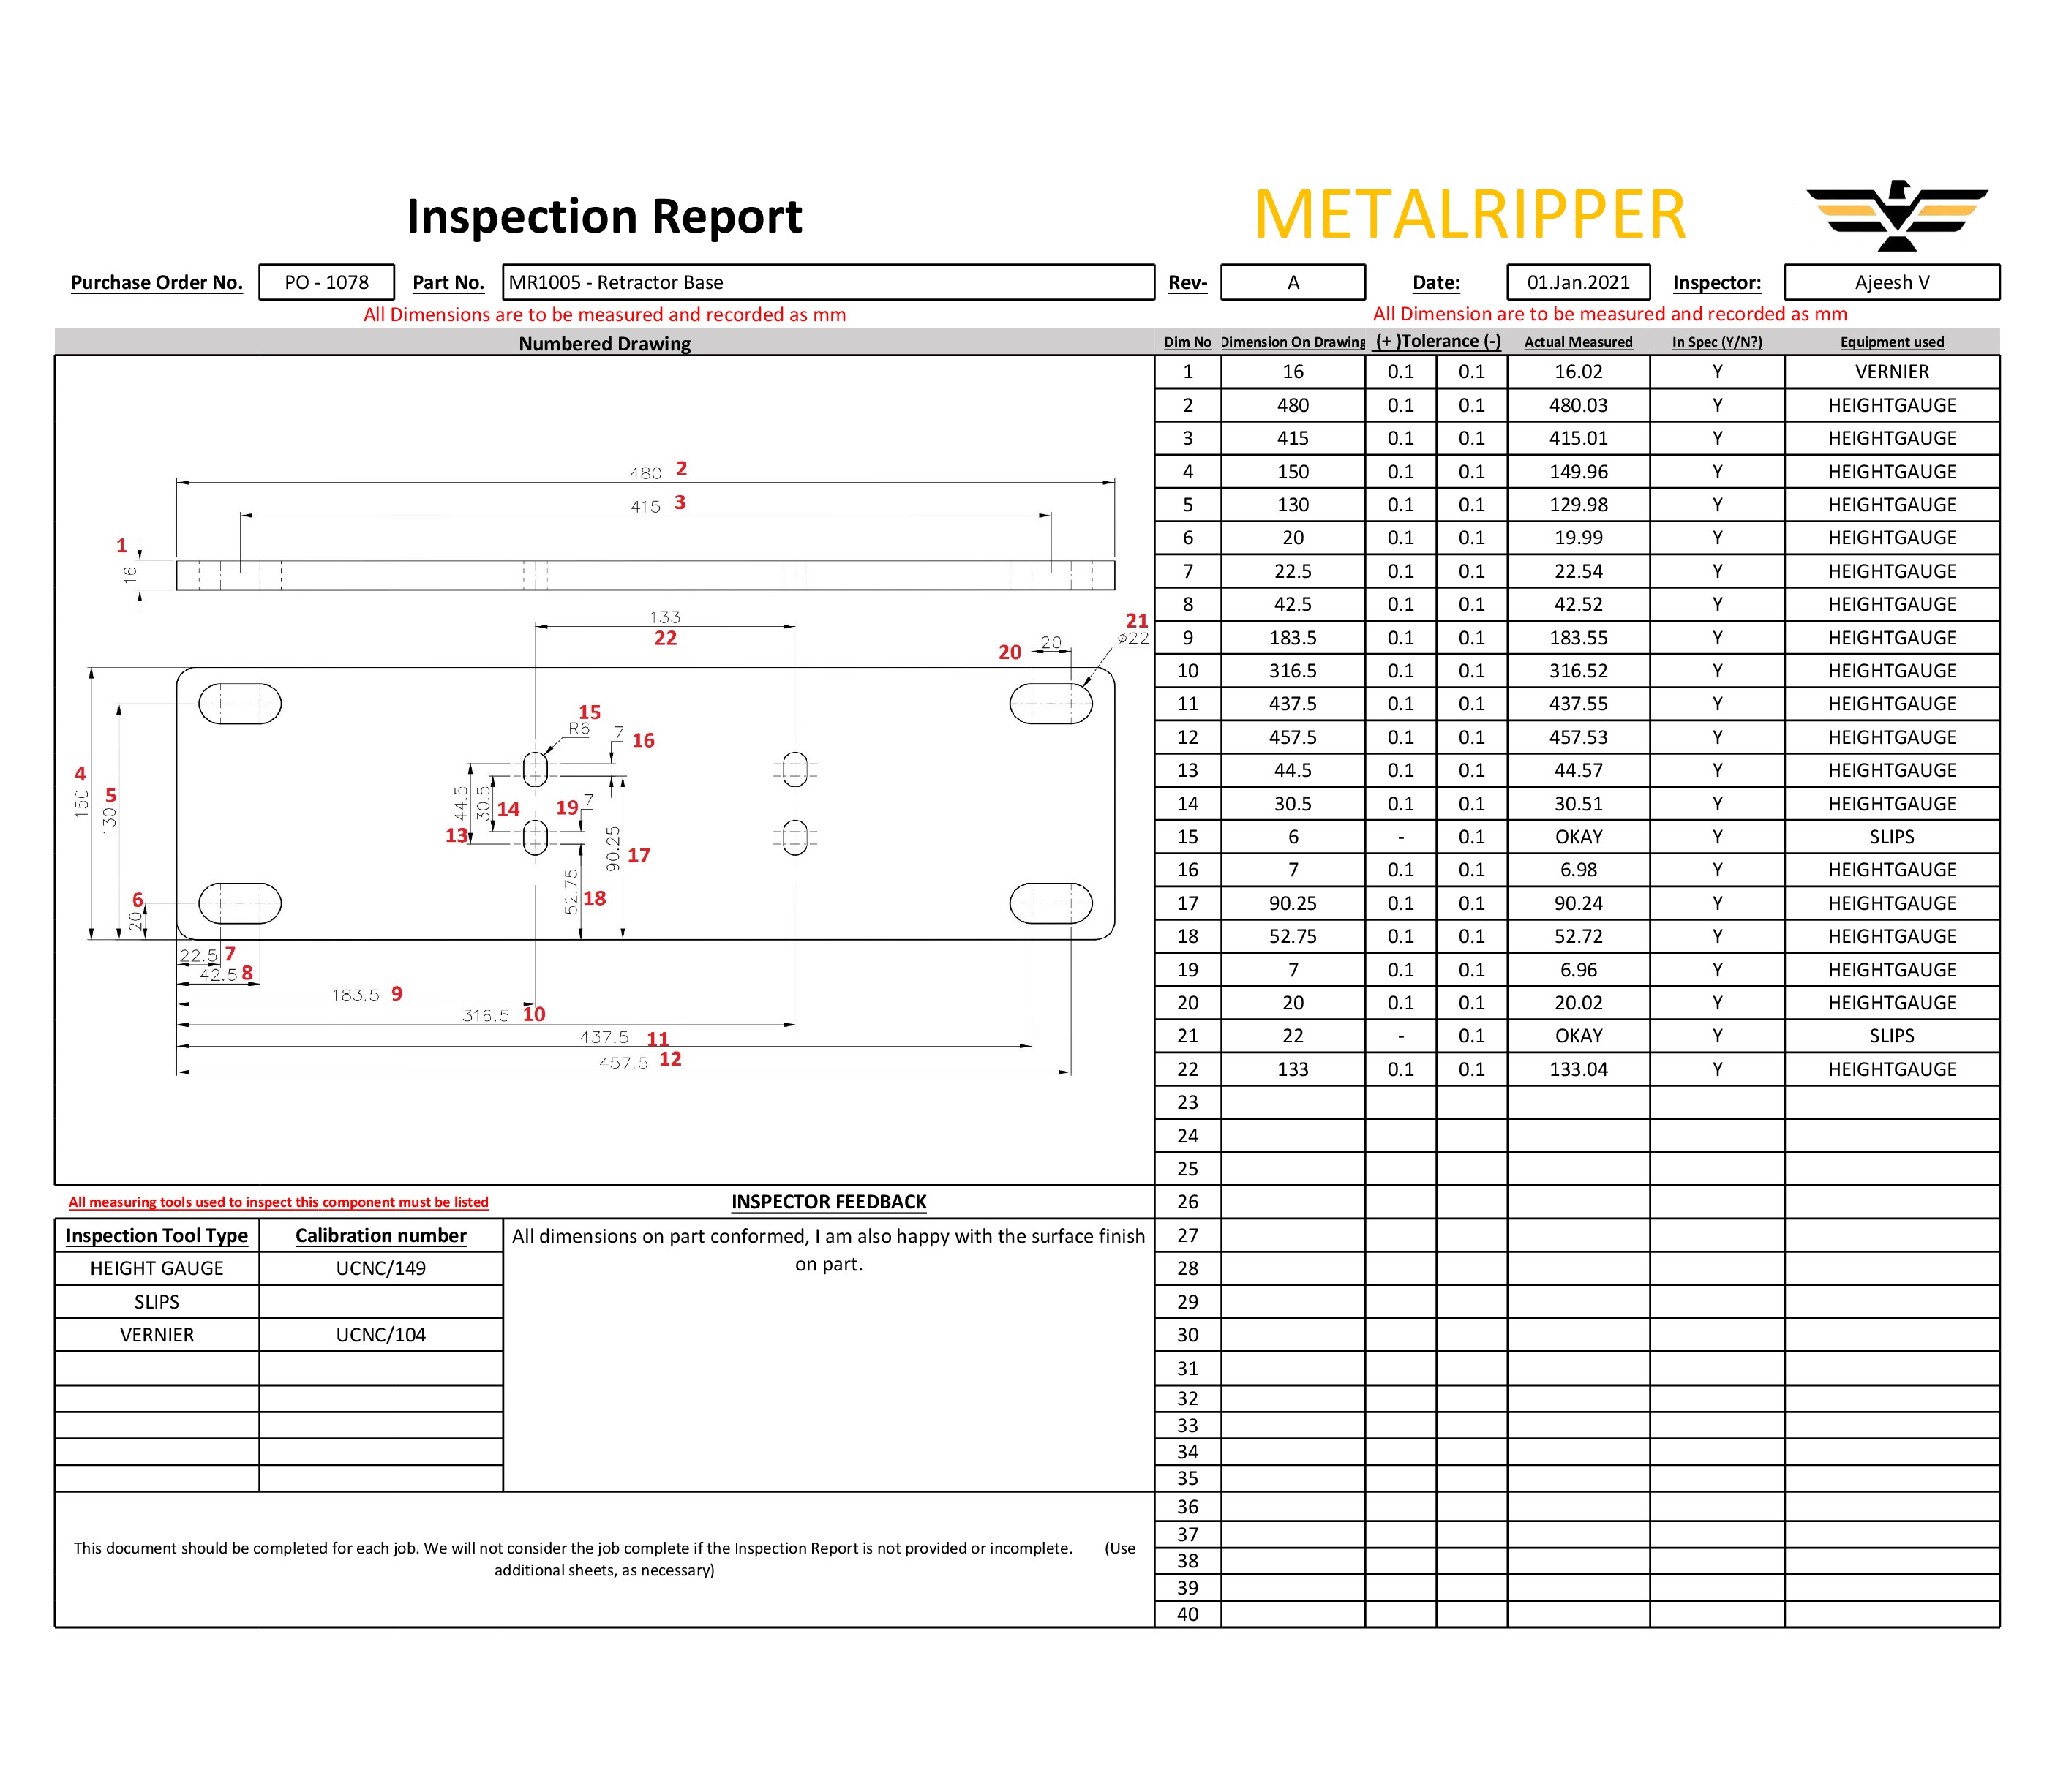 Inspection Report
METALRIPPER
Purchase Order No. PO - 1078 Part No. MR1005 - Retractor Base Rev- A Date: 01.Jan.2021 Inspector: Ajeesh V
All Dimensions are to be measured and recorded as mm
All Dimension are to be measured and recorded as mm
Numbered Drawing
480 2
415 3
1
16
133
22
21
20 20 ø22
15
R6 7 16
4
150
5
130
44.5 30.5 14 19 7
13
90.25 17
6
20
52.75 18
22.5 7
42.5 8
183.5 9
316.5 10
437.5 11
457.5 12
Dim No Dimension On Drawing (+ )Tolerance (-) Actual Measured In Spec (Y/N?) Equipment used
1 16 0.1 0.1 16.02 Y VERNIER
2 480 0.1 0.1 480.03 Y HEIGHTGAUGE
3 415 0.1 0.1 415.01 Y HEIGHTGAUGE
4 150 0.1 0.1 149.96 Y HEIGHTGAUGE
5 130 0.1 0.1 129.98 Y HEIGHTGAUGE
6 20 0.1 0.1 19.99 Y HEIGHTGAUGE
7 22.5 0.1 0.1 22.54 Y HEIGHTGAUGE
8 42.5 0.1 0.1 42.52 Y HEIGHTGAUGE
9 183.5 0.1 0.1 183.55 Y HEIGHTGAUGE
10 316.5 0.1 0.1 316.52 Y HEIGHTGAUGE
11 437.5 0.1 0.1 437.55 Y HEIGHTGAUGE
12 457.5 0.1 0.1 457.53 Y HEIGHTGAUGE
13 44.5 0.1 0.1 44.57 Y HEIGHTGAUGE
14 30.5 0.1 0.1 30.51 Y HEIGHTGAUGE
15 6 - 0.1 OKAY Y SLIPS
16 7 0.1 0.1 6.98 Y HEIGHTGAUGE
17 90.25 0.1 0.1 90.24 Y HEIGHTGAUGE
18 52.75 0.1 0.1 52.72 Y HEIGHTGAUGE
19 7 0.1 0.1 6.96 Y HEIGHTGAUGE
20 20 0.1 0.1 20.02 Y HEIGHTGAUGE
21 22 - 0.1 OKAY Y SLIPS
22 133 0.1 0.1 133.04 Y HEIGHTGAUGE
23
24
25
26
27
28
29
30
31
32
33
34
35
36
37
38
39
40
All measuring tools used to inspect this component must be listed
Inspection Tool Type Calibration number
HEIGHT GAUGE UCNC/149
SLIPS
VERNIER UCNC/104
INSPECTOR FEEDBACK
All dimensions on part conformed, I am also happy with the surface finish
on part.
This document should be completed for each job. We will not consider the job complete if the Inspection Report is not provided or incomplete. (Use
additional sheets, as necessary)